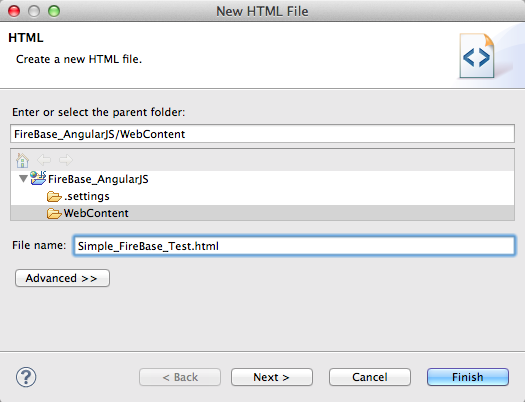 New HTML File
HTML
Create a new HTML file.
Enter or select the parent folder:
FireBase_AngularJS/WebContent
FireBase_AngularJS
.settings
WebContent
File name: Simple_FireBase_Test.html
Advanced >>
? < Back Next > Cancel Finish